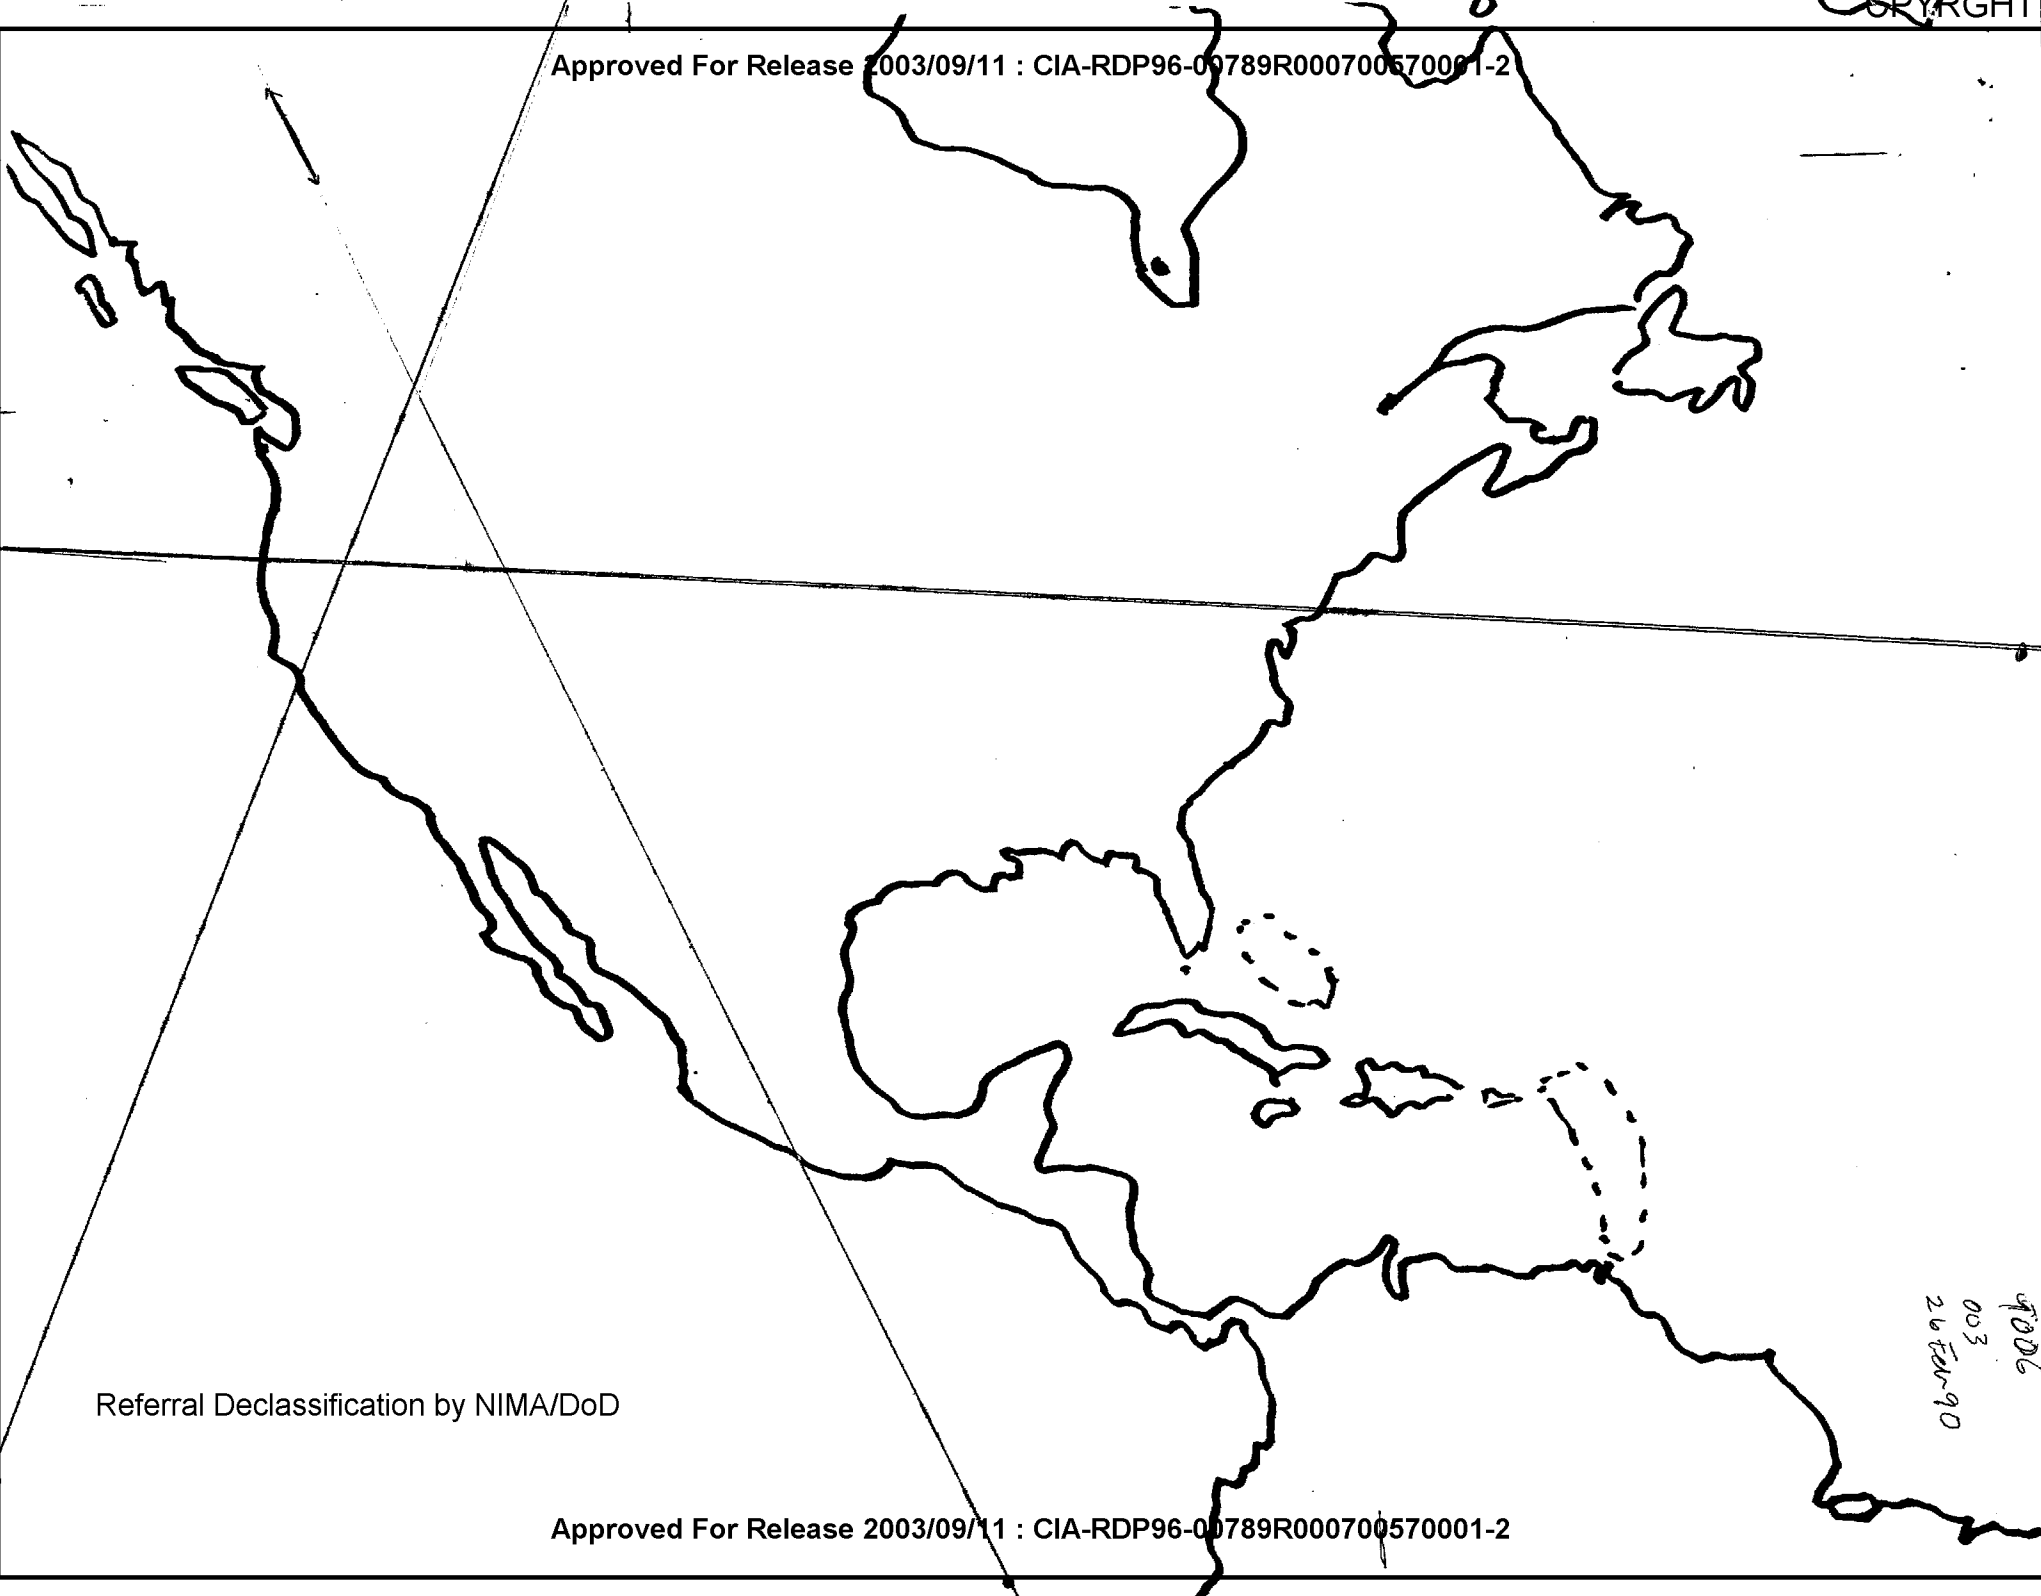 Approved For Release 2003/09/11 : CIA-RDP96-00789R000700570001-2
003
26 Feb 90
Referral Declassification by NIMA/DoD
Approved For Release 2003/09/11 : CIA-RDP96-00789R000700570001-2